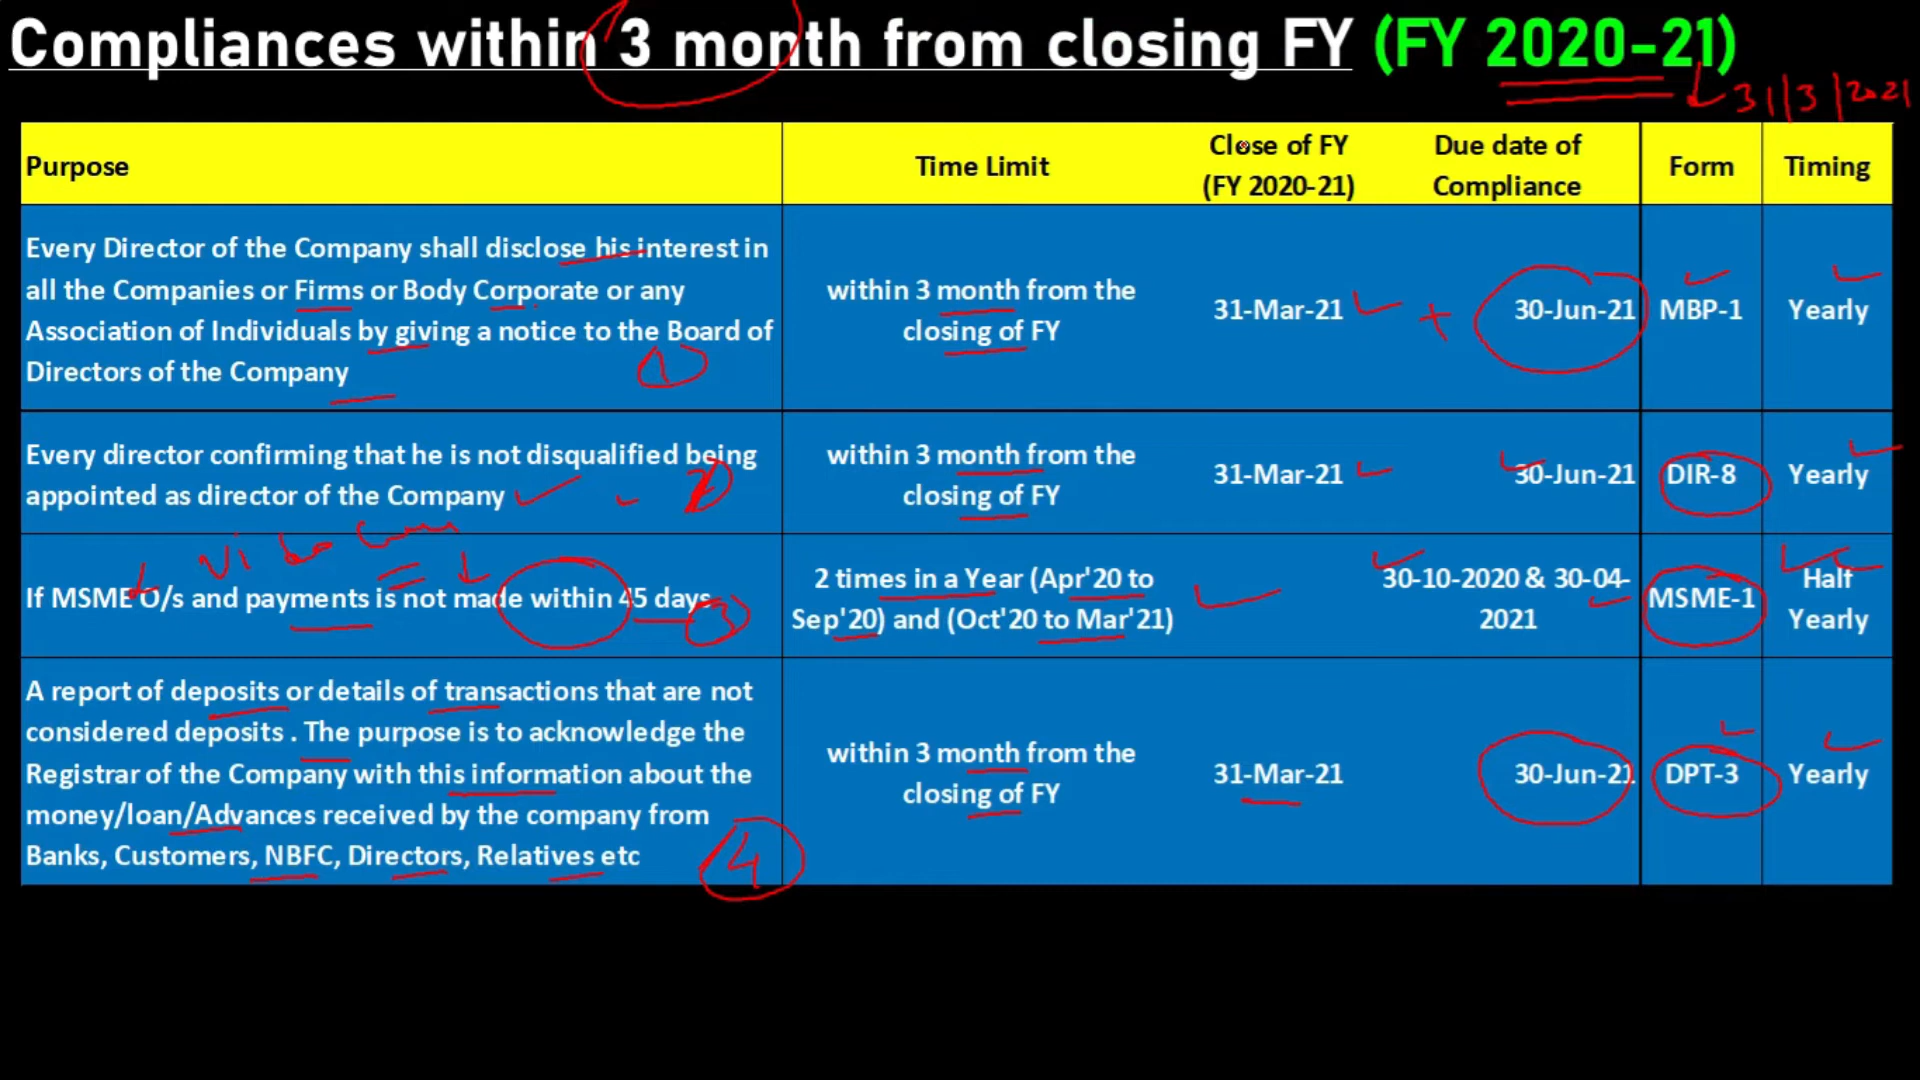 Compliances within 3 month from closing FY (FY 2020-21)
31/3/2021
Purpose
Time Limit
Close of FY
(FY 2020-21)
Due date of
Compliance
Form
Timing
Every Director of the Company shall disclose his interest in
all the Companies or Firms or Body Corporate or any
Association of Individuals by giving a notice to the Board of
Directors of the Company
1
within 3 month from the
closing of FY
31-Mar-21
+
30-Jun-21
MBP-1
Yearly
Every director confirming that he is not disqualified being
appointed as director of the Company
2
within 3 month from the
closing of FY
31-Mar-21
30-Jun-21
DIR-8
Yearly
If MSME O/s and payments is not made within 45 days
3
2 times in a Year (Apr'20 to
Sep'20) and (Oct'20 to Mar'21)
30-10-2020 & 30-04-
2021
MSME-1
Half
Yearly
A report of deposits or details of transactions that are not
considered deposits . The purpose is to acknowledge the
Registrar of the Company with this information about the
money/loan/Advances received by the company from
Banks, Customers, NBFC, Directors, Relatives etc
4
within 3 month from the
closing of FY
31-Mar-21
30-Jun-21
DPT-3
Yearly